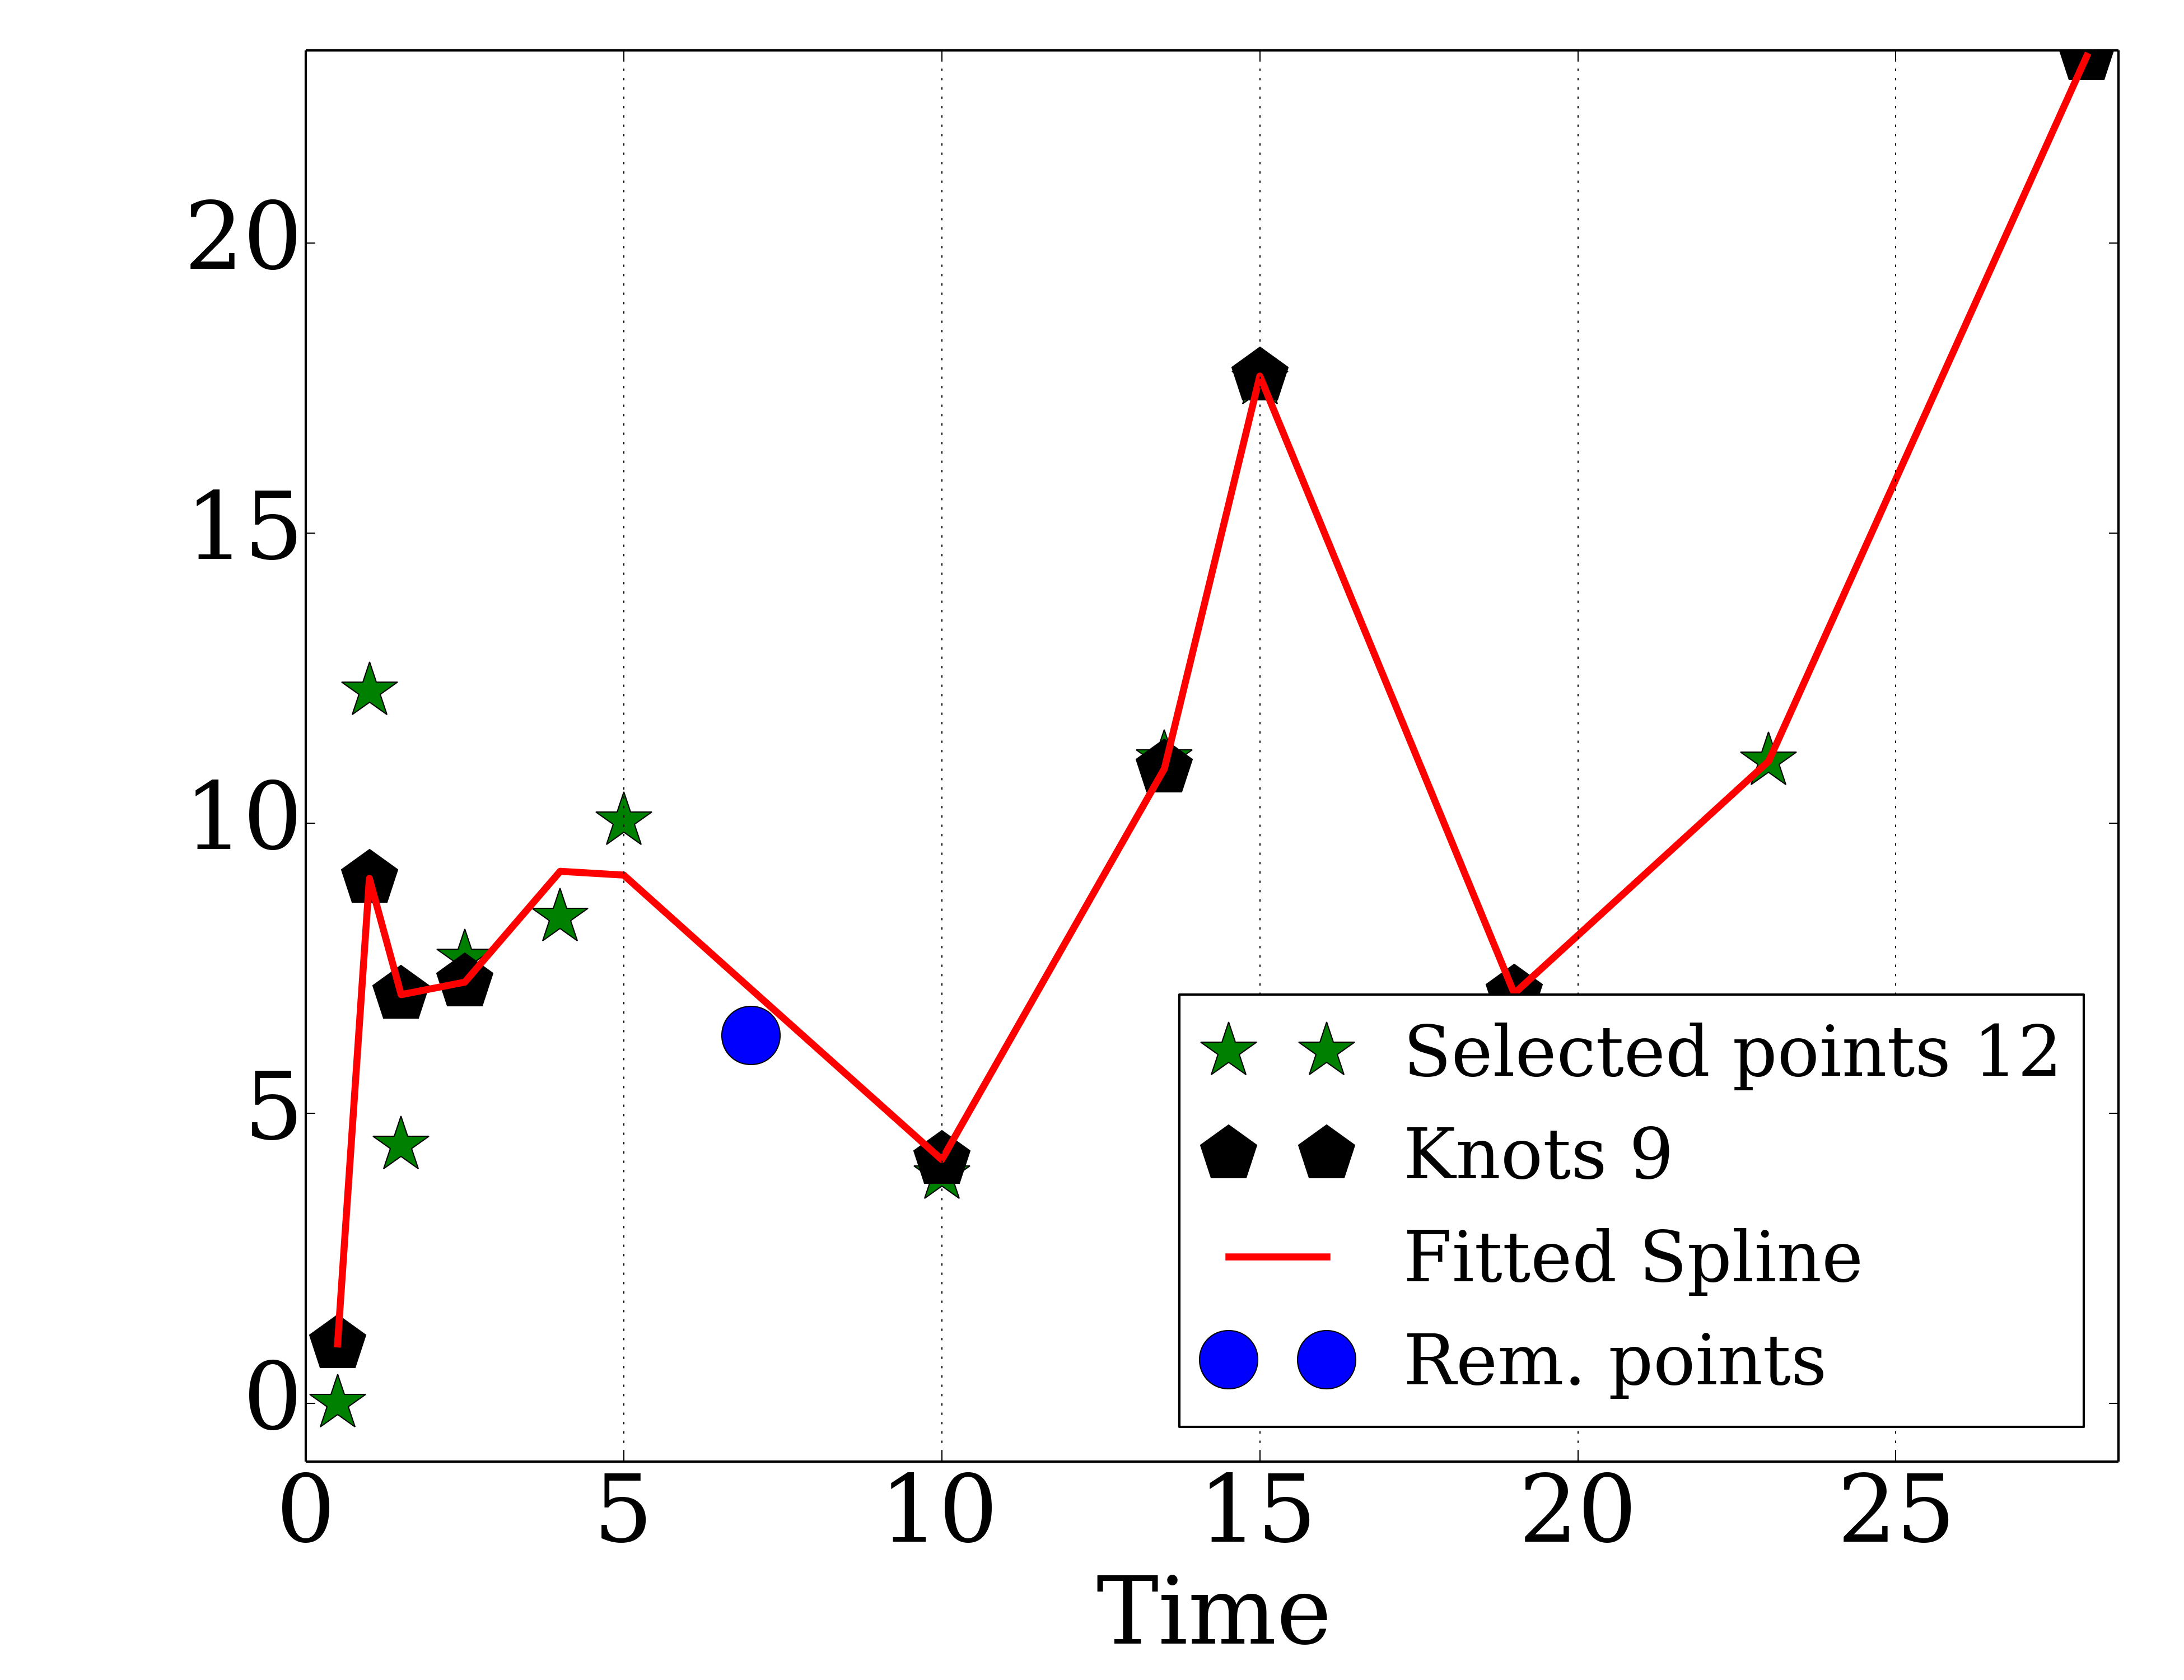 20
15
10
5
0
0 5 10 15 20 25
Time
Selected points 12
Knots 9
Fitted Spline
Rem. points